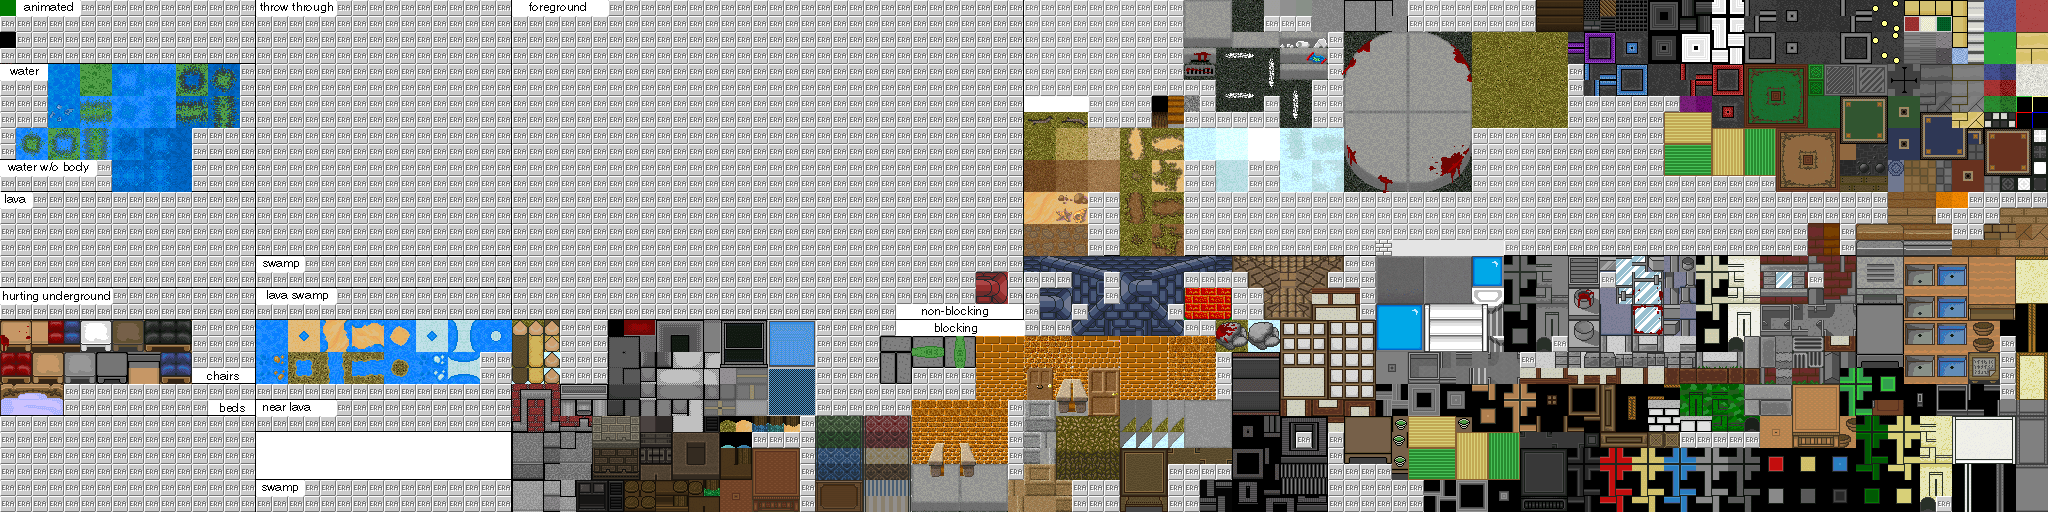 animated
throw through
foreground
water
water w/o body
lava
swamp
hurting underground
lava swamp
non-blocking
blocking
chairs
beds
near lava
swamp
ERA